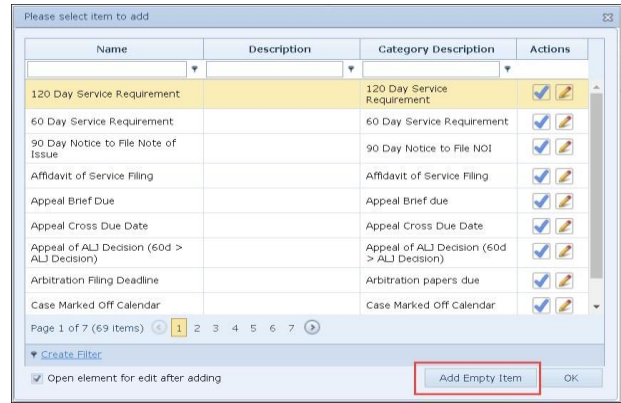 Please select item to add
Name Description Category Description Actions
120 Day Service Requirement 120 Day Service
Requirement
60 Day Service Requirement 60 Day Service Requirement
90 Day Notice to File Note of
Issue 90 Day Notice to File NOI
Affidavit of Service Filing Affidavit of Service Filing
Appeal Brief Due Appeal Brief due
Appeal Cross Due Date Appeal Cross Due Date
Appeal of ALJ Decision (60d > Appeal of ALJ Decision (60d
ALJ Decision) > ALJ Decision)
Arbitration Filing Deadline Arbitration papers due
Case Marked Off Calendar Case Marked Off Calendar
Page 1 of 7 (69 items) 1 2 3 4 5 6 7
Create Filter
Open element for edit after adding Add Empty Item OK